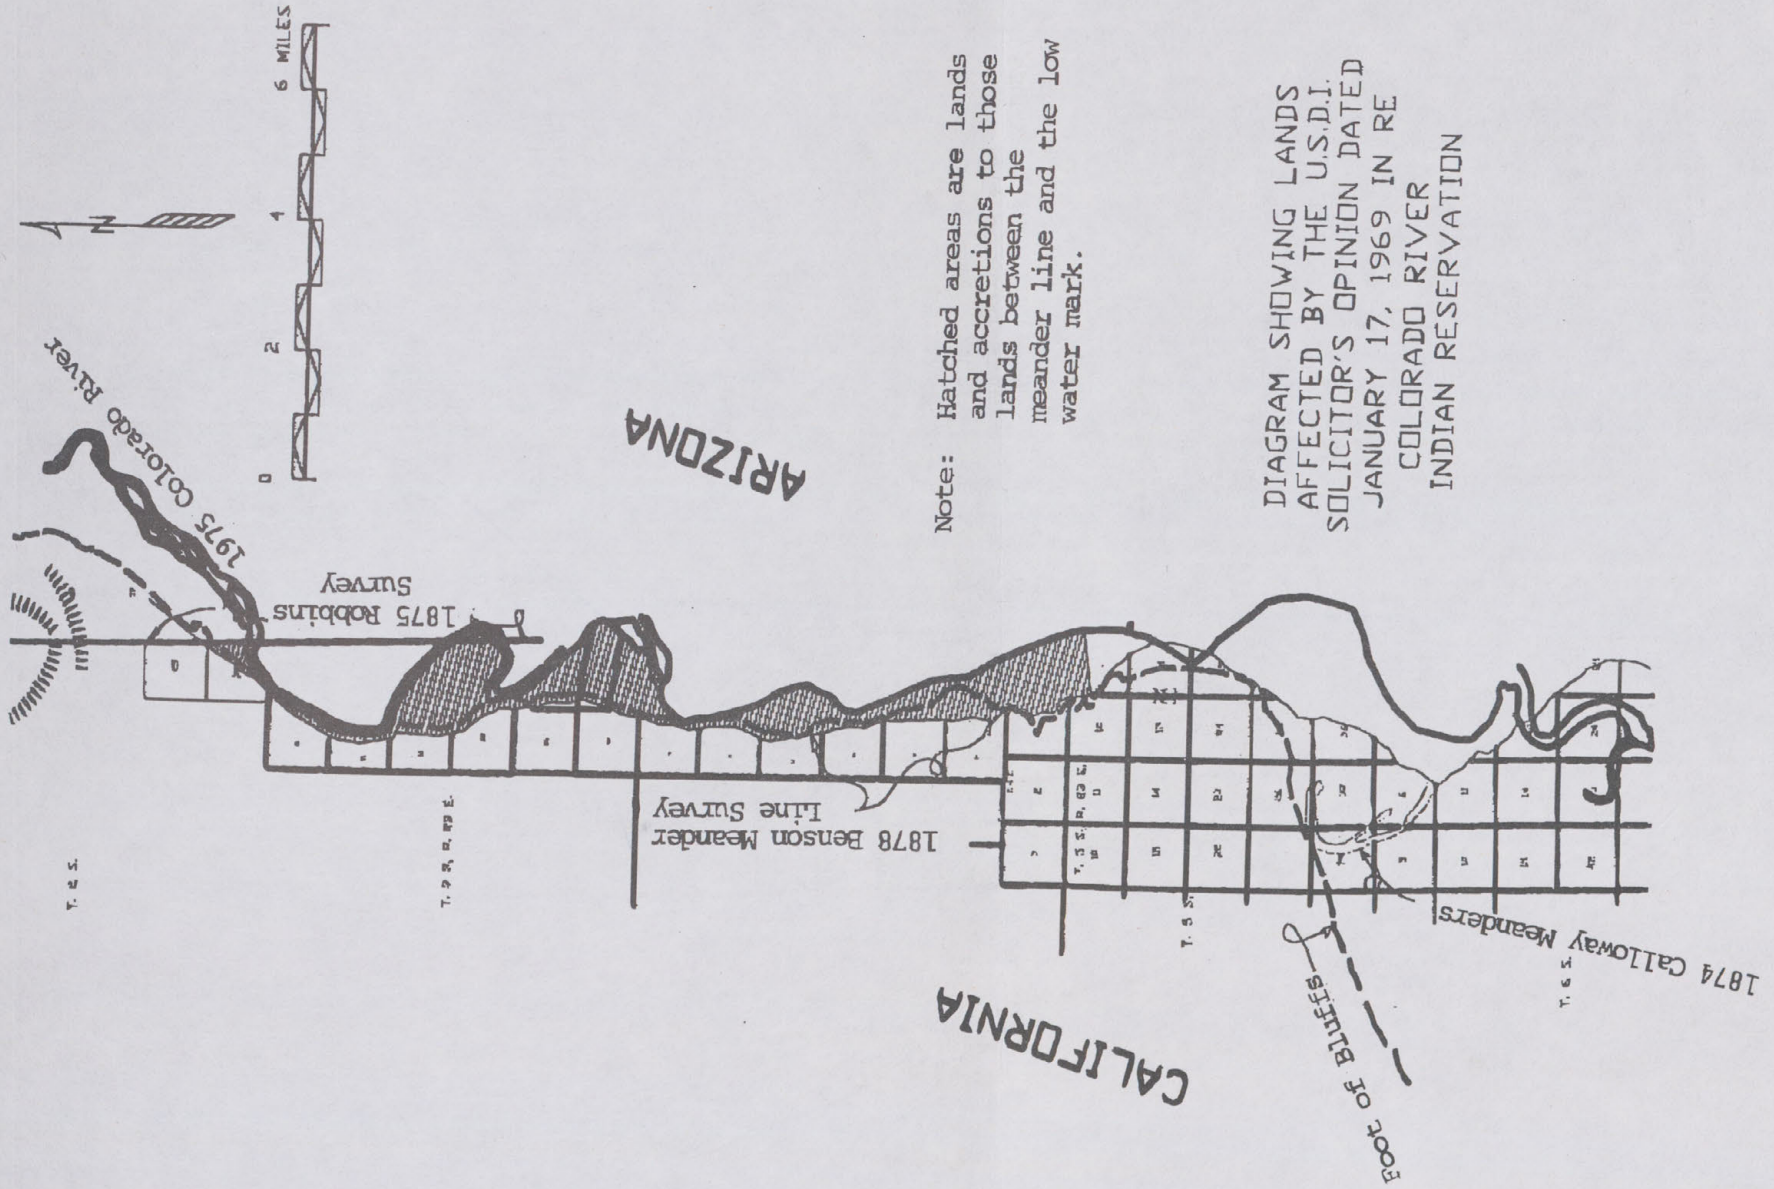 1975 Colorado River
N
0 2 4 6 MILES
1875 Robbins
Survey
ARIZONA
Note: Hatched areas are lands
and accretions to those
lands between the
meander line and the low
water mark.
DIAGRAM SHOWING LANDS
AFFECTED BY THE U.S.D.I.
SOLICITOR'S OPINION DATED
JANUARY 17, 1969 IN RE
COLORADO RIVER
INDIAN RESERVATION
1878 Benson Meander
Line Survey
CALIFORNIA
Foot of Bluffs
1874 Calloway Meanders
T. 5 S.
T. 6 S.